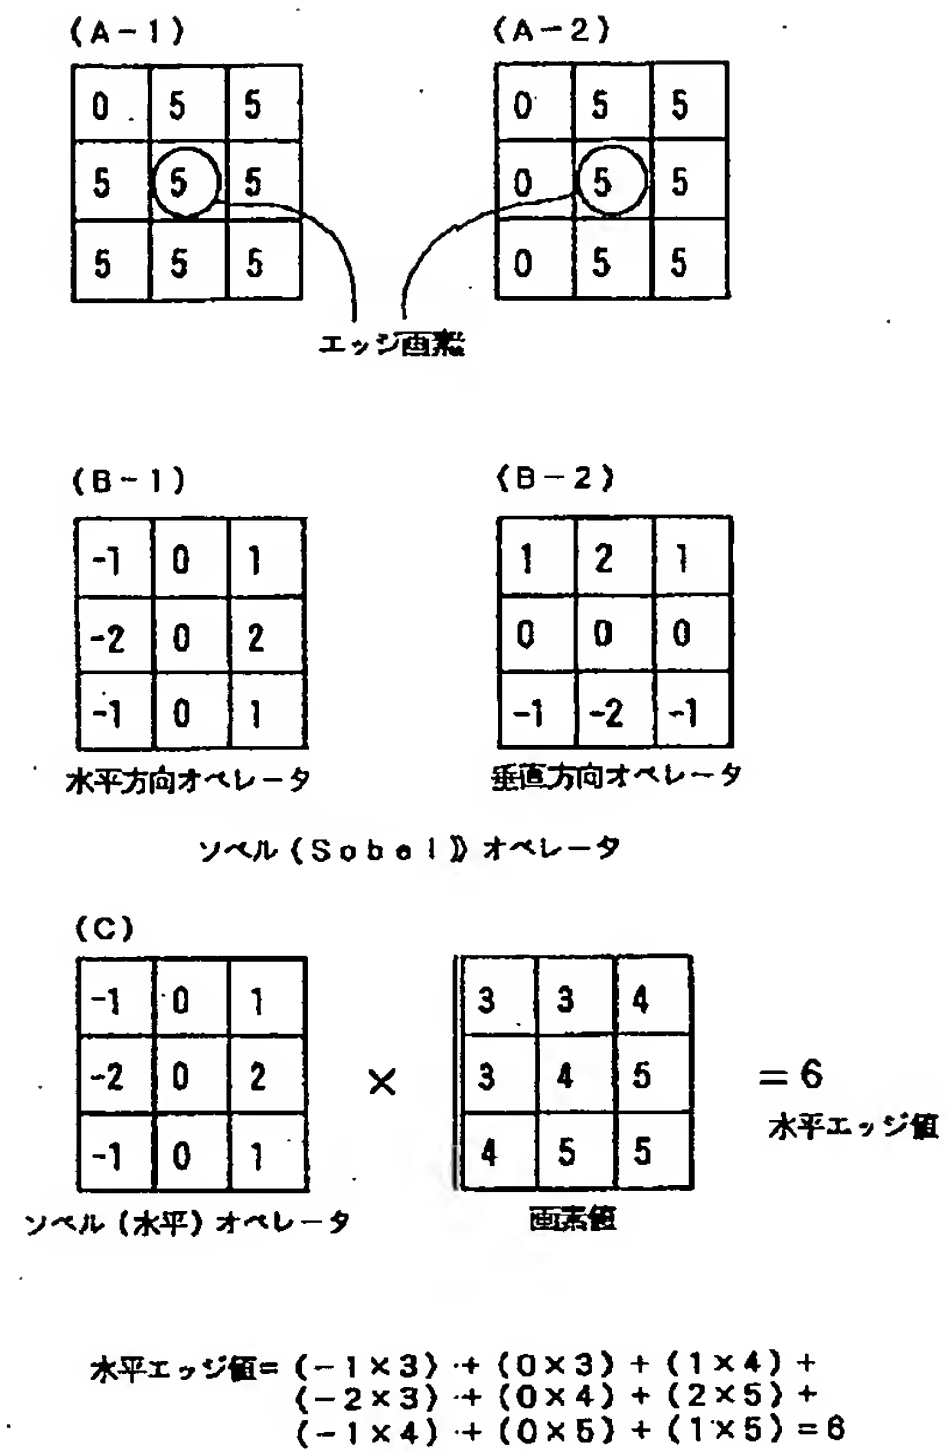 (A-1)
(A-2)
0 5 5
5 5 5
5 5 5
0 5 5
0 5 5
0 5 5
エッジ画素
(B-1)
(B-2)
-1 0 1
-2 0 2
-1 0 1
1 2 1
0 0 0
-1 -2 -1
水平方向オペレータ
垂直方向オペレータ
ソベル(Sobel)オペレータ
(C)
-1 0 1
-2 0 2
-1 0 1
×
3 3 4
3 4 5
4 5 5
=6
水平エッジ値
ソベル(水平)オペレータ
画素値
水平エッジ値= (-1×3) + (0×3) + (1×4) +
(-2×3) + (0×4) + (2×5) +
(-1×4) + (0×5) + (1×5) =6